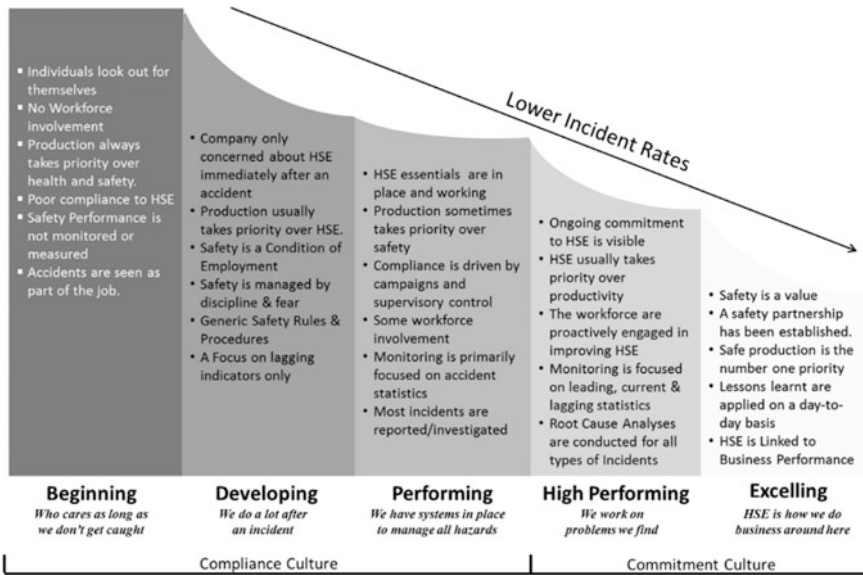 ▪ Individuals look out for
themselves
▪ No Workforce
involvement
▪ Production always
takes priority over
health and safety.
▪ Poor compliance to HSE
▪ Safety Performance is
not monitored or
measured
▪ Accidents are seen as
part of the job.
• Company only
concerned about HSE
immediately after an
accident
• Production usually
takes priority over HSE.
• Safety is a Condition of
Employment
• Safety is managed by
discipline & fear
• Generic Safety Rules &
Procedures
• A Focus on lagging
indicators only
• HSE essentials are in
place and working
• Production sometimes
takes priority over
safety
• Compliance is driven by
campaigns and
supervisory control
• Some workforce
involvement
• Monitoring is primarily
focused on accident
statistics
• Most incidents are
reported/investigated
Lower Incident Rates
• Ongoing commitment
to HSE is visible
• HSE usually takes
priority over
productivity
• The workforce are
proactively engaged in
improving HSE
• Monitoring is focused
on leading, current &
lagging statistics
• Root Cause Analyses
are conducted for all
types of Incidents
• Safety is a value
• A safety partnership
has been established.
• Safe production is the
number one priority
• Lessons learnt are
applied on a day-to-
day basis
• HSE is Linked to
Business Performance
Beginning
Who cares as long as
we don't get caught
Developing
We do a lot after
an incident
Performing
We have systems in place
to manage all hazards
High Performing
We work on
problems we find
Excelling
HSE is how we do
business around here
Compliance Culture
Commitment Culture